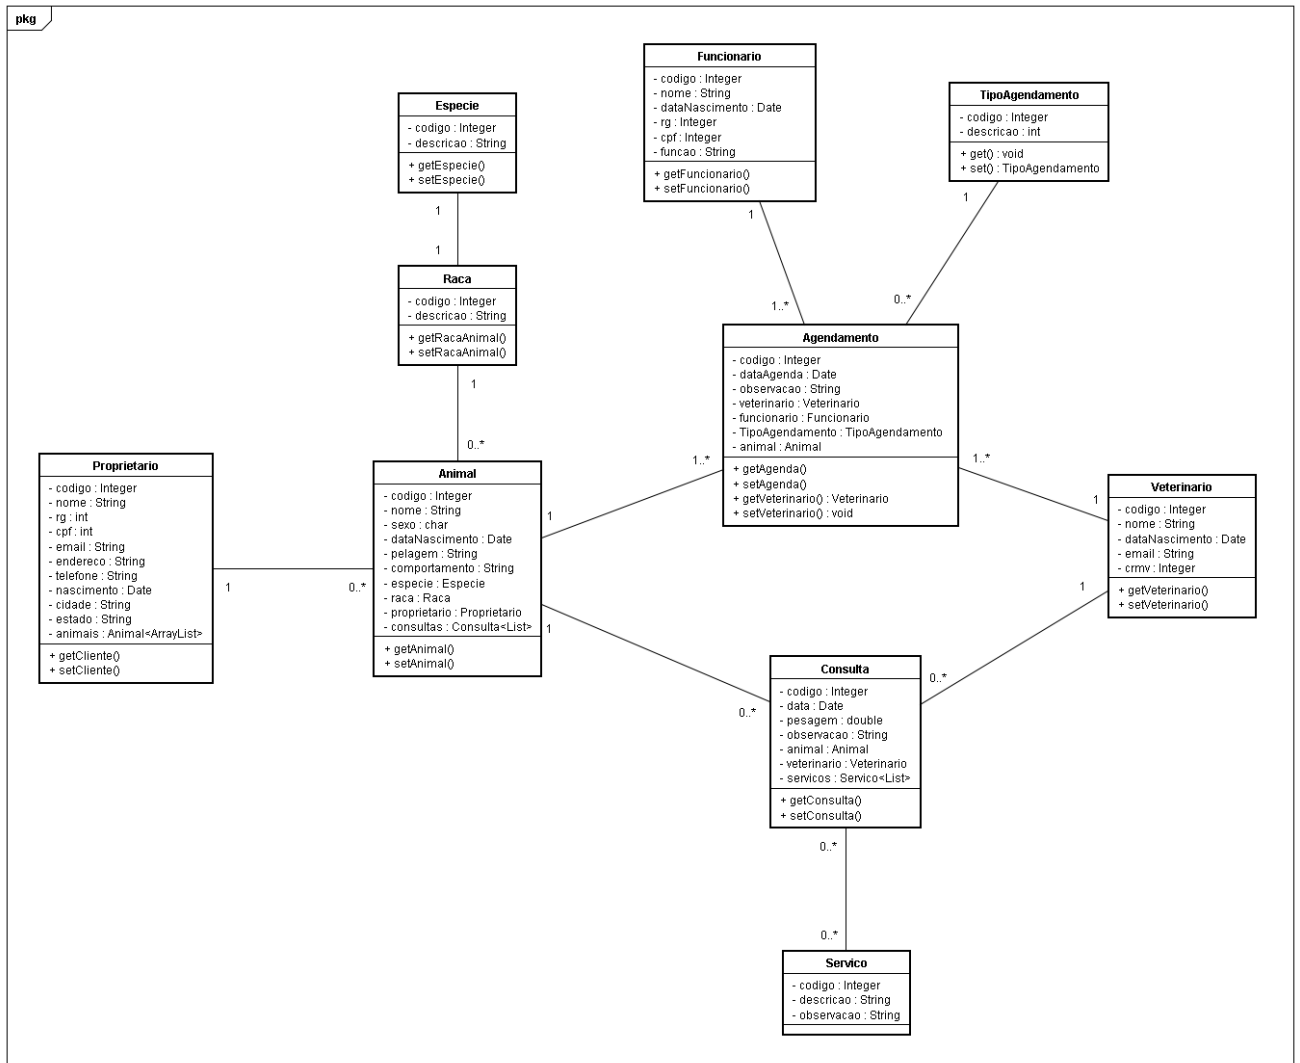 pkg
Funcionario
- codigo : Integer
- nome : String
- dataNascimento : Date
- rg : Integer
- cpf : Integer
- funcao : String
+ getFuncionario()
+ setFuncionario()
TipoAgendamento
- codigo : Integer
- descricao : int
+ get() : void
+ set() : TipoAgendamento
Especie
- codigo : Integer
- descricao : String
+ getEspecie()
+ setEspecie()
1
1
1
1
Raca
- codigo : Integer
- descricao : String
+ getRacaAnimal()
+ setRacaAnimal()
1..*
0..*
Agendamento
- codigo : Integer
- dataAgenda : Date
- observacao : String
- veterinario : Veterinario
- funcionario : Funcionario
- TipoAgendamento : TipoAgendamento
- animal : Animal
+ getAgenda()
+ setAgenda()
+ getVeterinario() : Veterinario
+ setVeterinario() : void
1
0..*
1..*
1..*
Proprietario
- codigo : Integer
- nome : String
- rg : int
- cpf : int
- email : String
- endereco : String
- telefone : String
- nascimento : Date
- cidade : String
- estado : String
- animais : Animal<ArrayList>
+ getCliente()
+ setCliente()
Animal
- codigo : Integer
- nome : String
- sexo : char
- dataNascimento : Date
- pelagem : String
- comportamento : String
- especie : Especie
- raca : Raca
- proprietario : Proprietario
- consultas : Consulta<List>
+ getAnimal()
+ setAnimal()
Veterinario
- codigo : Integer
- nome : String
- dataNascimento : Date
- email : String
- crmv : Integer
+ getVeterinario()
+ setVeterinario()
1
1
1
0..*
1
1
0..*
0..*
Consulta
- codigo : Integer
- data : Date
- pesagem : double
- observacao : String
- animal : Animal
- veterinario : Veterinario
- servicos : Servico<List>
+ getConsulta()
+ setConsulta()
0..*
0..*
Servico
- codigo : Integer
- descricao : String
- observacao : String